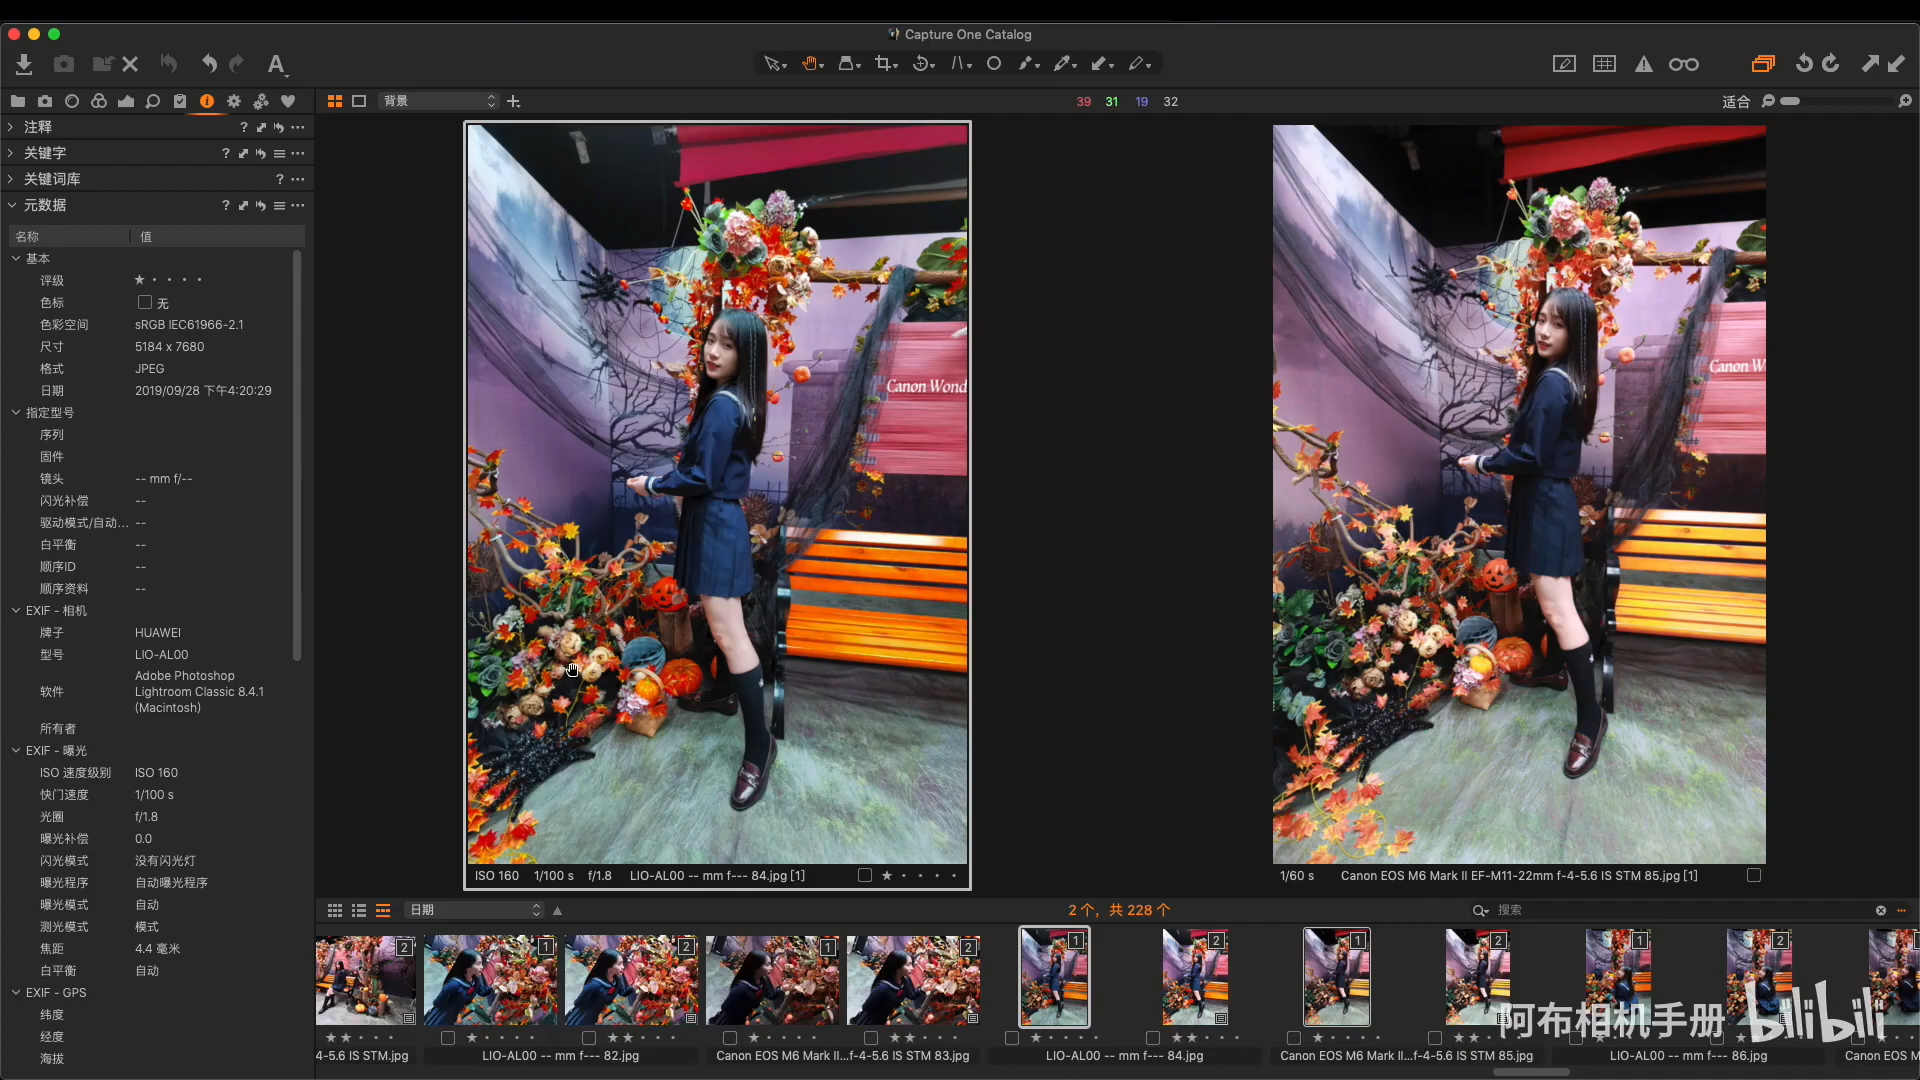 Capture One Catalog
A
背景
39 31 19 32
适合
注释
关键字
关键词库
元数据
名称 值
基本
评级
色标 无
色彩空间 sRGB IEC61966-2.1
尺寸 5184 x 7680
格式 JPEG
日期 2019/09/28 下午4:20:29
指定型号
序列
固件
镜头 -- mm f/--
闪光补偿 --
驱动模式/自动... --
白平衡 --
顺序ID --
顺序资料 --
EXIF - 相机
牌子 HUAWEI
型号 LIO-AL00
软件 Adobe Photoshop
Lightroom Classic 8.4.1
(Macintosh)
所有者
EXIF - 曝光
ISO 速度级别 ISO 160
快门速度 1/100 s
光圈 f/1.8
曝光补偿 0.0
闪光模式 没有闪光灯
曝光程序 自动曝光程序
曝光模式 自动
测光模式 模式
焦距 4.4 毫米
白平衡 自动
EXIF - GPS
纬度
经度
海拔
Canon Wond
Canon W
ISO 160 1/100 s f/1.8 LIO-AL00 -- mm f--- 84.jpg [1]
1/60 s Canon EOS M6 Mark II EF-M11-22mm f-4-5.6 IS STM 85.jpg [1]
日期
2 个，共 228 个
搜索
2 1 2 1 2 1 2 1 2 1 2
4-5.6 IS STM.jpg
LIO-AL00 -- mm f--- 82.jpg
Canon EOS M6 Mark II...f-4-5.6 IS STM 83.jpg
LIO-AL00 -- mm f--- 84.jpg
Canon EOS M6 Mark II...f-4-5.6 IS STM 85.jpg
LIO-AL00 -- mm f--- 86.jpg
Canon EOS M
阿布相机手册 bilibili